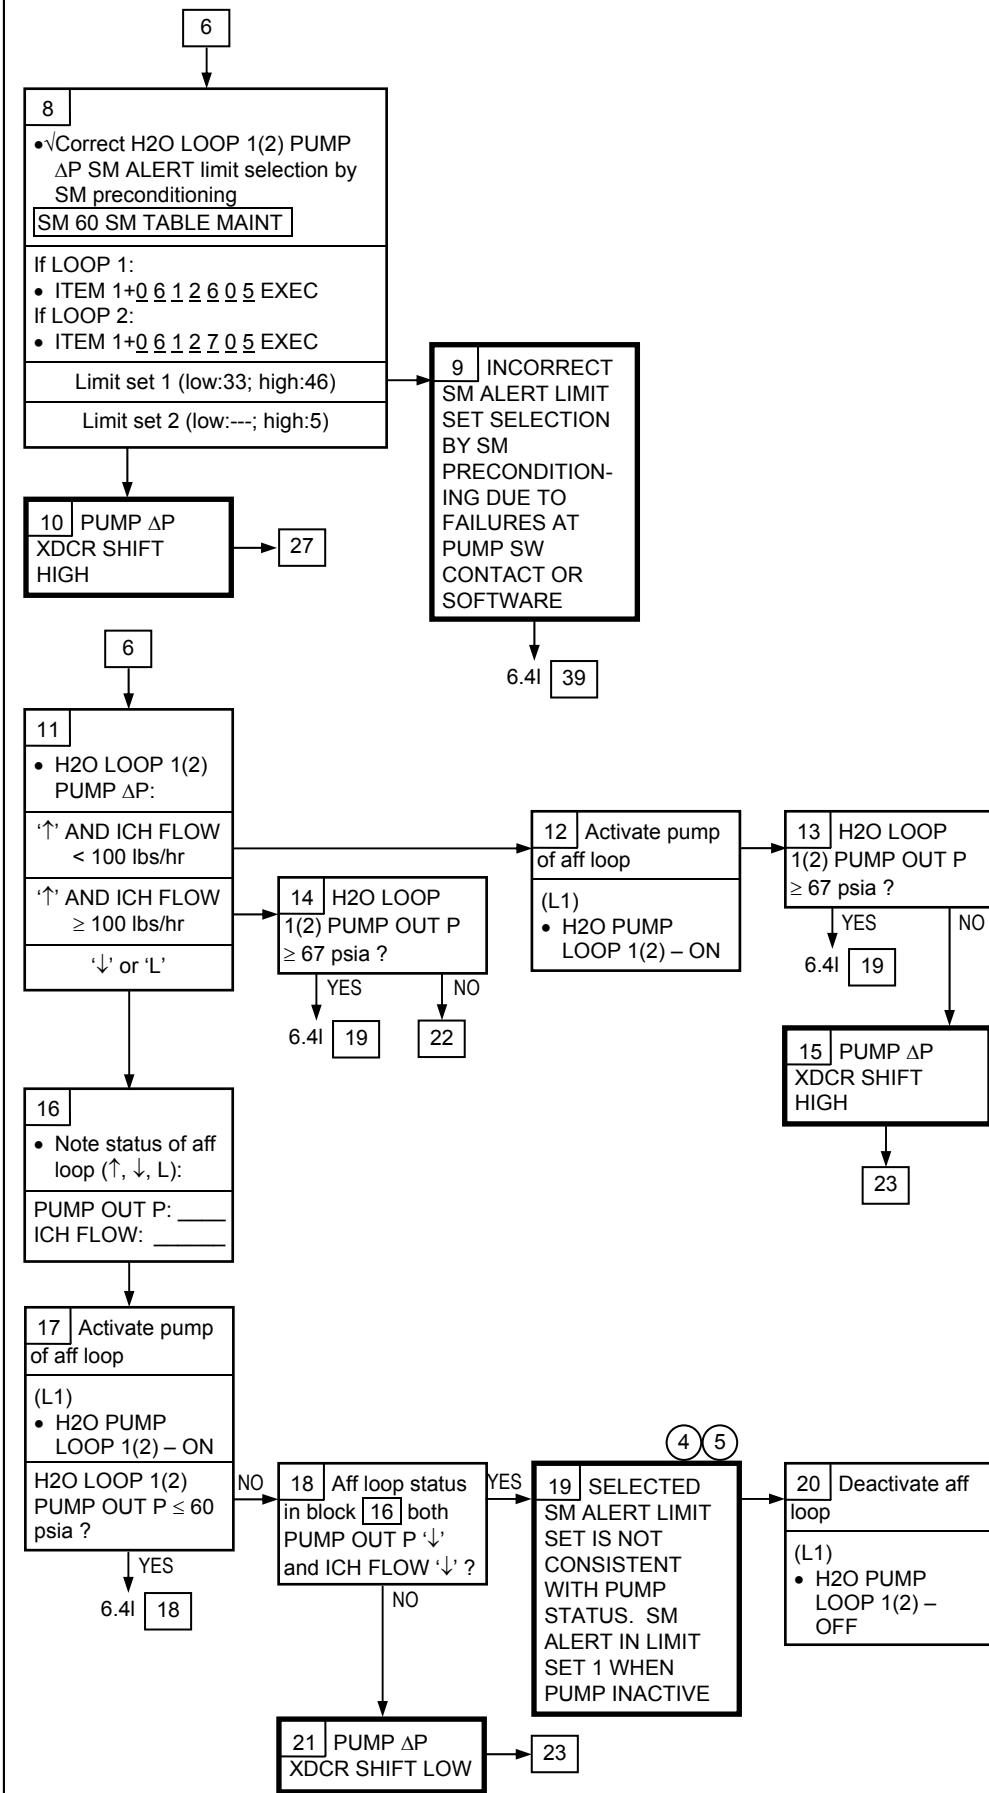 6
8
•√Correct H2O LOOP 1(2) PUMP
∆P SM ALERT limit selection by
SM preconditioning
SM 60 SM TABLE MAINT
If LOOP 1:
• ITEM 1+0 6 1 2 6 0 5 EXEC
If LOOP 2:
• ITEM 1+0 6 1 2 7 0 5 EXEC
Limit set 1 (low:33; high:46)
Limit set 2 (low:---; high:5)
9 INCORRECT
SM ALERT LIMIT
SET SELECTION
BY SM
PRECONDITION-
ING DUE TO
FAILURES AT
PUMP SW
CONTACT OR
SOFTWARE
10 PUMP ∆P
XDCR SHIFT
HIGH
27
6.4l 39
6
11
• H2O LOOP 1(2)
PUMP ∆P:
‘↑’ AND ICH FLOW
< 100 lbs/hr
‘↑’ AND ICH FLOW
≥ 100 lbs/hr
‘↓’ or ‘L’
12 Activate pump
of aff loop
(L1)
• H2O PUMP
LOOP 1(2) – ON
13 H2O LOOP
1(2) PUMP OUT P
≥ 67 psia ?
YES
NO
6.4l 19
14 H2O LOOP
1(2) PUMP OUT P
≥ 67 psia ?
YES
NO
6.4l 19
22
15 PUMP ∆P
XDCR SHIFT
HIGH
23
16
• Note status of aff
loop (↑, ↓, L):
PUMP OUT P: ____
ICH FLOW: ______
17 Activate pump
of aff loop
(L1)
• H2O PUMP
LOOP 1(2) – ON
H2O LOOP 1(2)
PUMP OUT P ≤ 60
psia ?
NO
YES
6.4l 18
18 Aff loop status
in block 16 both
PUMP OUT P ‘↓’
and ICH FLOW ‘↓’ ?
YES
NO
4 5
19 SELECTED
SM ALERT LIMIT
SET IS NOT
CONSISTENT
WITH PUMP
STATUS. SM
ALERT IN LIMIT
SET 1 WHEN
PUMP INACTIVE
20 Deactivate aff
loop
(L1)
• H2O PUMP
LOOP 1(2) –
OFF
21 PUMP ∆P
XDCR SHIFT LOW
23